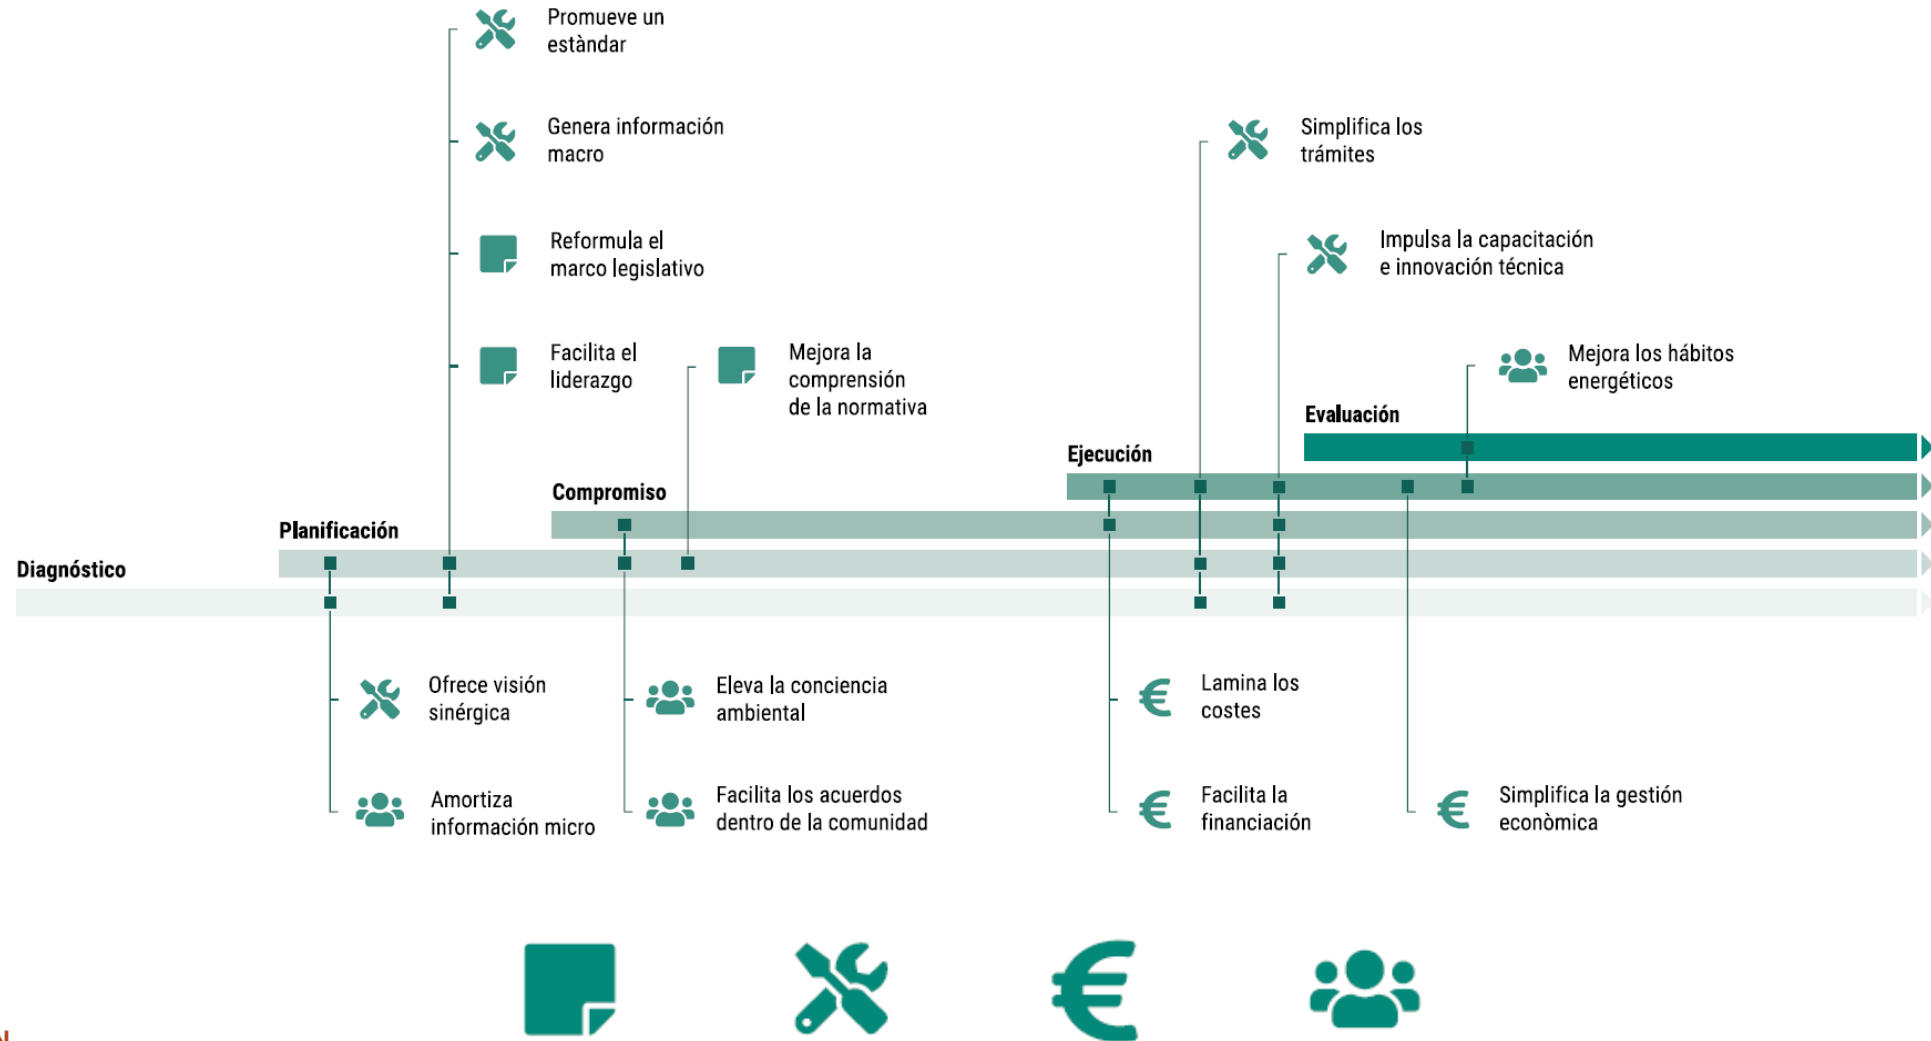 Promueve un
estàndar
Genera información
macro
Simplifica los
trámites
Reformula el
marco legislativo
Impulsa la capacitación
e innovación técnica
Facilita el
liderazgo
Mejora la
comprensión
de la normativa
Mejora los hábitos
energéticos
Evaluación
Ejecución
Compromiso
Planificación
Diagnóstico
Ofrece visión
sinérgica
Eleva la conciencia
ambiental
Lamina los
costes
Amortiza
información micro
Facilita los acuerdos
dentro de la comunidad
Facilita la
financiación
Simplifica la gestión
econòmica
€